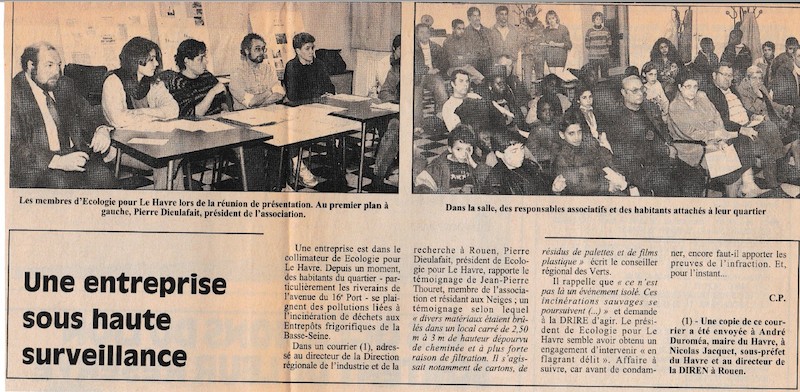 Les membres d'Ecologie pour Le Havre lors de la réunion de présentation. Au premier plan à
gauche, Pierre Dieulafait, président de l'association.
Dans la salle, des responsables associatifs et des habitants attachés à leur quartier
Une entreprise
sous haute
surveillance
Une entreprise est dans le
collimateur de Ecologie pour
Le Havre. Depuis un moment,
des habitants du quartier - par-
ticulièrement les riverains de
l'avenue du 16e Port - se plai-
gnent des pollutions liées à
l'incinération de déchets aux
Entrepôts frigorifiques de la
Basse-Seine.
Dans un courrier (1), adres-
sé au directeur de la Direction
régionale de l'industrie et de la
recherche à Rouen, Pierre
Dieulafait, président de Ecolo-
gie pour Le Havre, rapporte le
témoignage de Jean-Pierre
Thouret, membre de l'associa-
tion et résidant aux Neiges ; un
témoignage selon lequel
« divers matériaux étaient brû-
lés dans un local carré de 2,50
m à 3 m de hauteur dépourvu
de cheminée et à plus forte
raison de filtration. Il s'agis-
sait notamment de cartons, de
résidus de palettes et de films
plastique » écrit le conseiller
régional des Verts.
Il rappelle que « ce n'est
pas là un événement isolé. Ces
incinérations sauvages se
poursuivent (...) » et demande
à la DRIRE d'agir. Le prési-
dent de Ecologie pour Le
Havre semble avoir obtenu un
engagement d'intervenir « en
flagrant délit ». Affaire à
suivre, car avant de condam-
ner, encore faut-il apporter les
preuves de l'infraction. Et,
pour l'instant...
C.P.
(1) - Une copie de ce cour-
rier a été envoyée à André
Duroméa, maire du Havre, à
Nicolas Jacquet, sous-préfet
du Havre et au directeur de
la DIREN à Rouen.